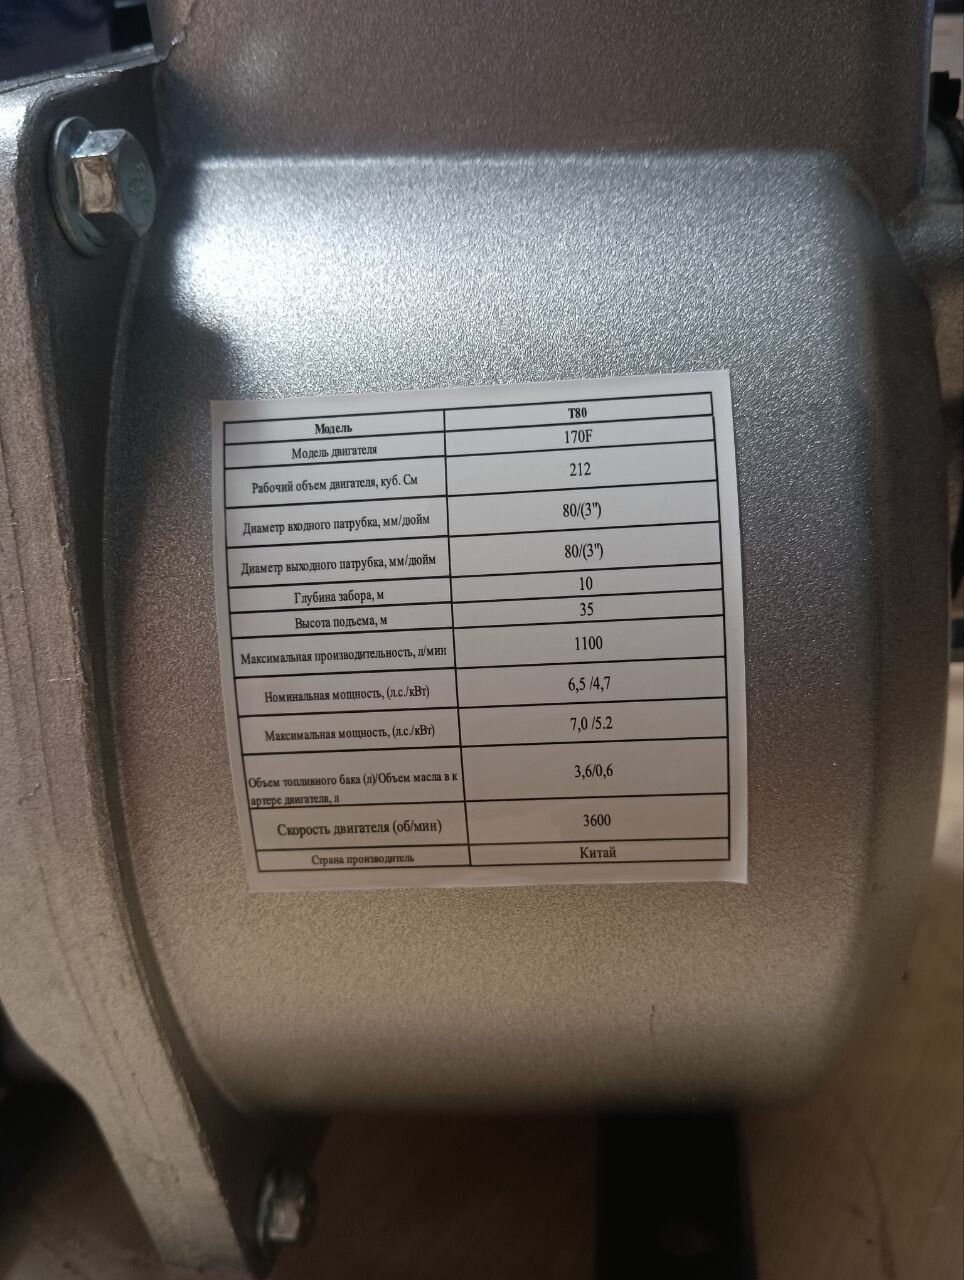 Модель T80
Модель двигателя 170F
Рабочий объем двигателя, куб. См 212
Диаметр входного патрубка, мм/дюйм 80/(3")
Диаметр выходного патрубка, мм/дюйм 80/(3")
Глубина забора, м 10
Высота подьема, м 35
Максимальная производительность, л/мин 1100
Номинальная мощность, (л.с./кВт) 6,5 /4,7
Максимальная мощность, (л.с./кВт) 7,0 /5.2
Объем топливного бака (л)/Объем масла в к
артере двигателя, л 3,6/0,6
Скорость двигателя (об/мин) 3600
Страна производитель Китай